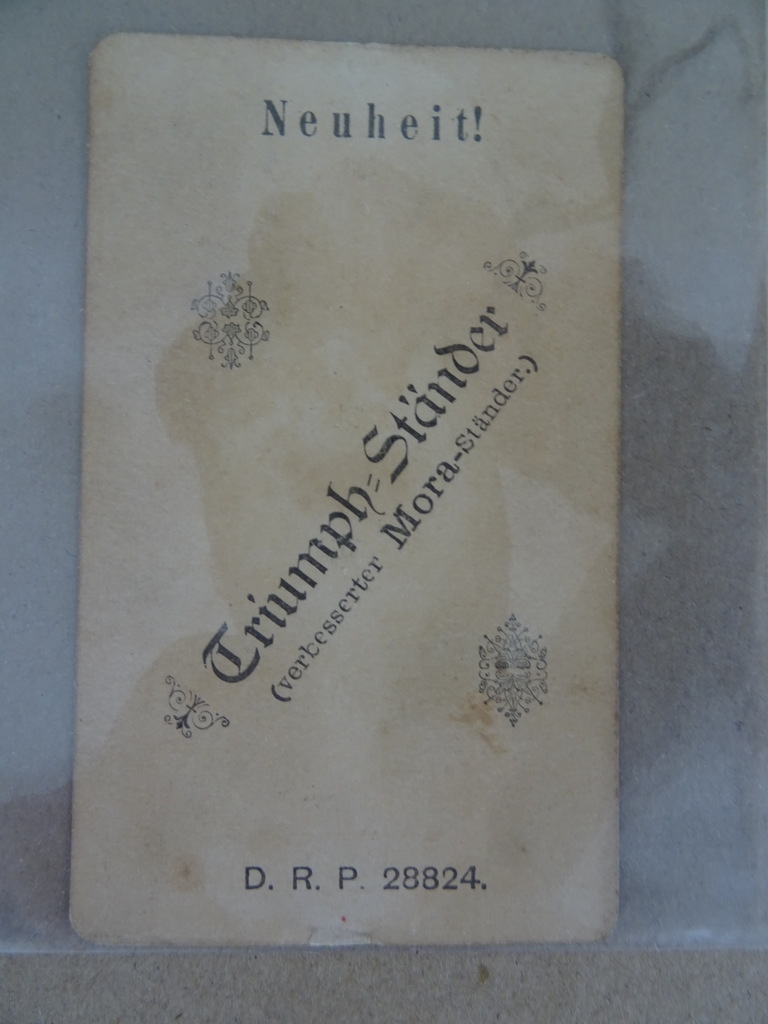 Neuheit!
Triumph=Ständer
(verbesserter Mora-Ständer.)
D. R. P. 28824.